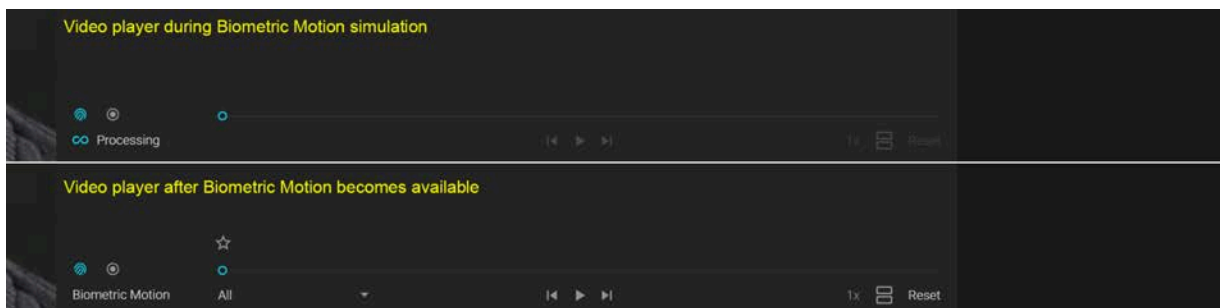 Video player during Biometric Motion simulation
Processing
1x Reset
Video player after Biometric Motion becomes available
Biometric Motion All 1x Reset